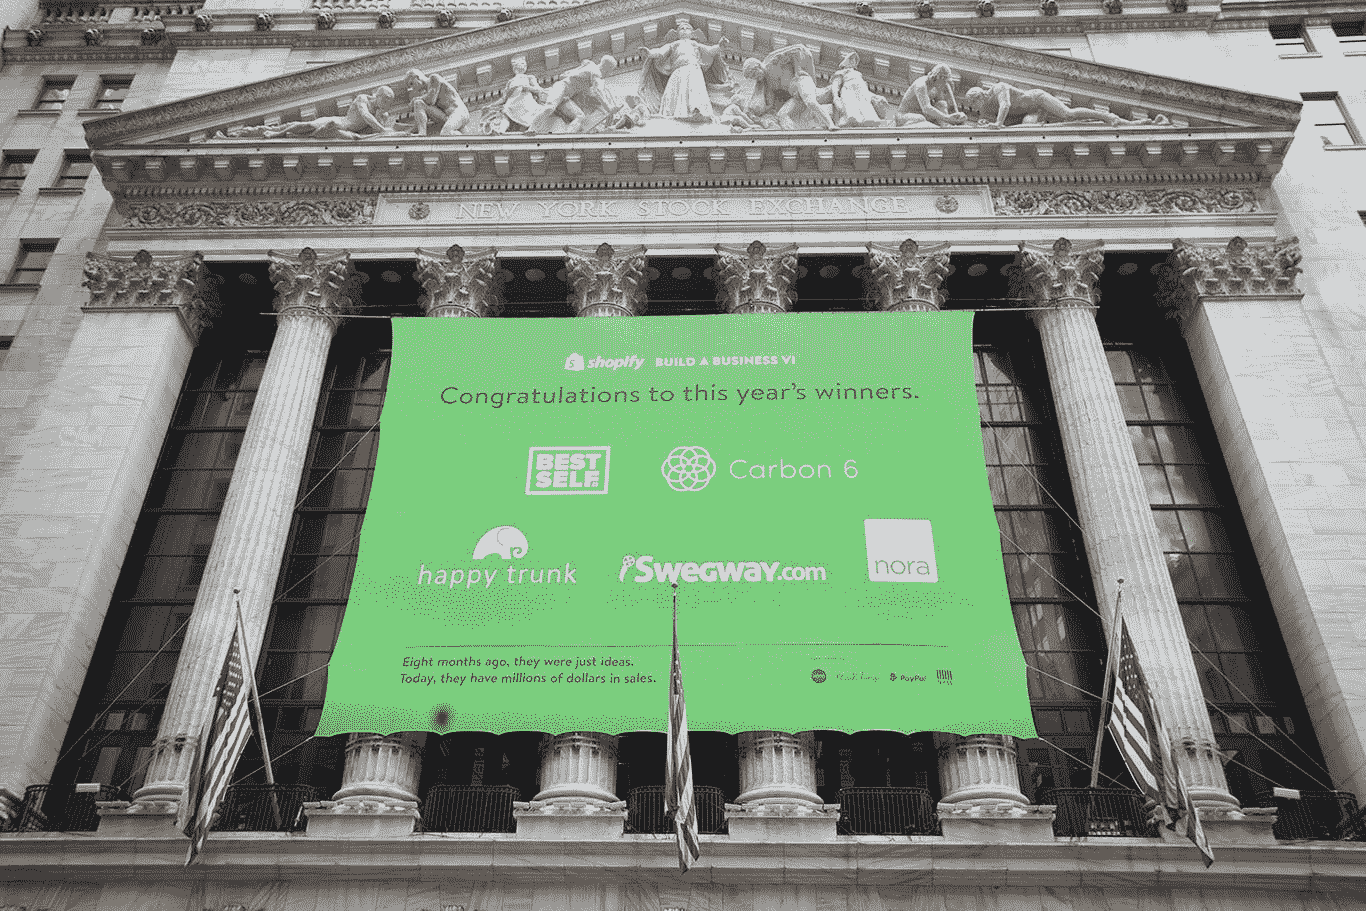 NEW YORK STOCK EXCHANGE
shopify BUILD A BUSINESS VI
Congratulations to this year's winners.
BEST
SELF
Carbon 6
happy trunk
iSWEGWAY.com
nora
Eight months ago, they were just ideas.
Today, they have millions of dollars in sales.
PayPal